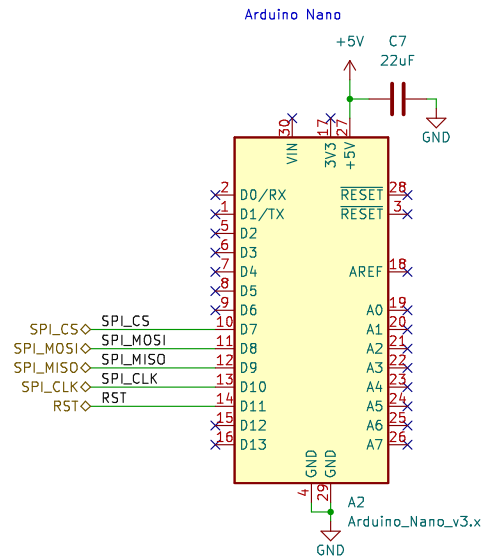 Arduino Nano
+5V
C7
22uF
GND
30
17
27
VIN
3V3
+5V
2 D0/RX RESET 28
1 D1/TX RESET 3
5 D2
6 D3
7 D4 AREF 18
8 D5
9 D6 A0 19
SPI_CS SPI_CS 10 D7 A1 20
SPI_MOSI SPI_MOSI 11 D8 A2 21
SPI_MISO SPI_MISO 12 D9 A3 22
SPI_CLK SPI_CLK 13 D10 A4 23
RST RST 14 D11 A5 24
15 D12 A6 25
16 D13 A7 26
GND
GND
4
29
A2
Arduino_Nano_v3.x
GND